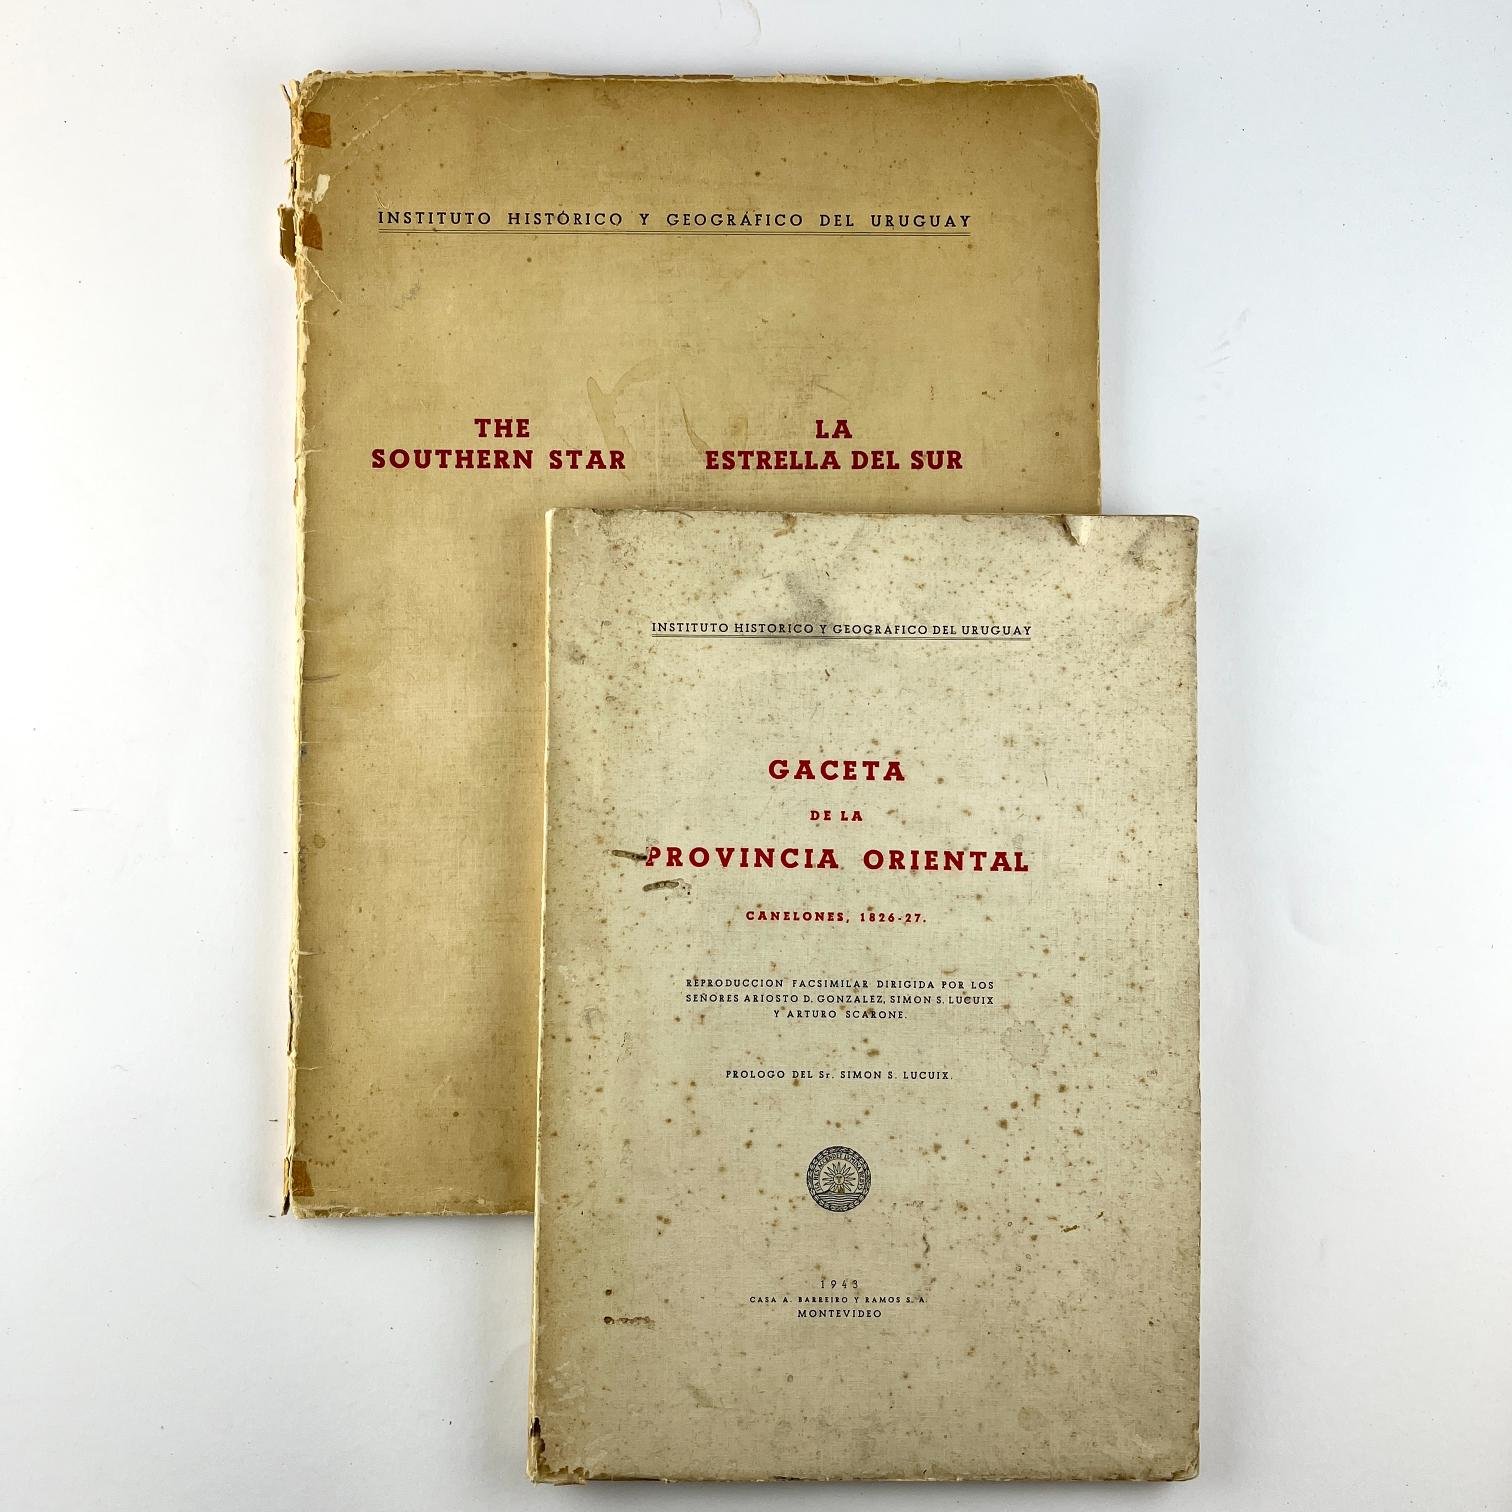 INSTITUTO HISTÓRICO Y GEOGRÁFICO DEL URUGUAY
THE
SOUTHERN STAR
LA
ESTRELLA DEL SUR
INSTITUTO HISTORICO Y GEOGRAFICO DEL URUGUAY
GACETA
DE LA
PROVINCIA ORIENTAL
CANELONES, 1826-27.
REPRODUCCION FACSIMILAR DIRIGIDA POR LOS
SEÑORES ARIOSTO D. GONZALEZ, SIMON S. LUCUIX
Y ARTURO SCARONE.
PROLOGO DEL Sr. SIMON S. LUCUIX.
1943
CASA A. BARREIRO Y RAMOS S. A.
MONTEVIDEO